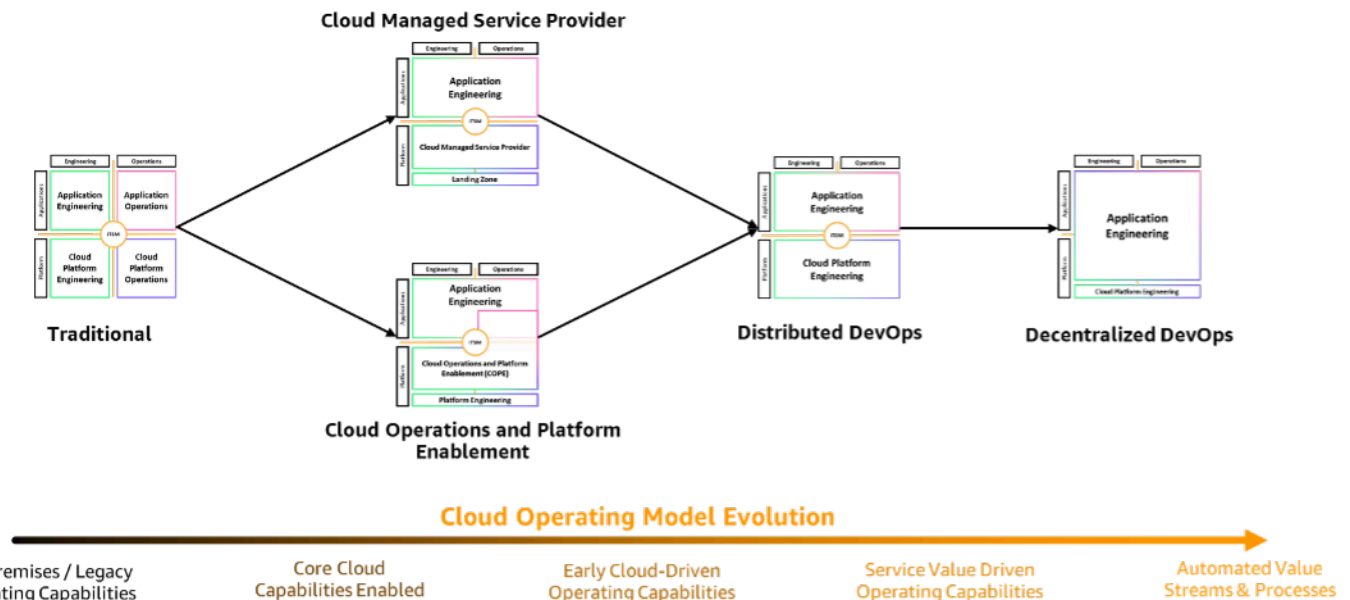 Cloud Managed Service Provider
Engineering
Operations
Applications
Application
Engineering
ITSM
Platform
Cloud Managed Service Provider
Landing Zone
Engineering
Operations
Applications
Application
Engineering
Application
Operations
ITSM
Platform
Cloud
Platform
Engineering
Cloud
Platform
Operations
Traditional
Engineering
Operations
Applications
Application
Engineering
ITSM
Platform
Cloud Operations and Platform
Enablement (COPE)
Platform Engineering
Cloud Operations and Platform
Enablement
Engineering
Operations
Applications
Application
Engineering
ITSM
Platform
Cloud Platform
Engineering
Distributed DevOps
Engineering
Operations
Applications
Application
Engineering
Platform
Cloud Platform Engineering
Decentralized DevOps
Cloud Operating Model Evolution
remises / Legacy
ating Capabilities
Core Cloud
Capabilities Enabled
Early Cloud-Driven
Operating Capabilities
Service Value Driven
Operating Capabilities
Automated Value
Streams & Processes